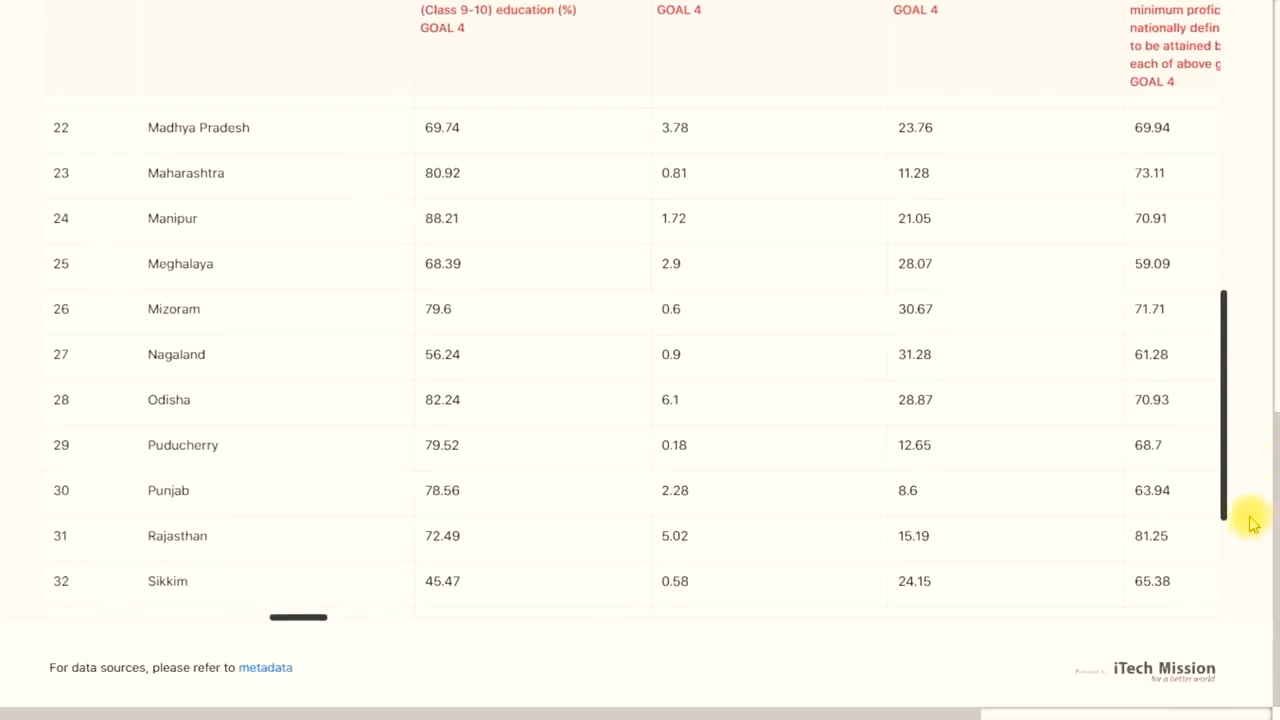 (Class 9-10) education (%)
GOAL 4
GOAL 4
GOAL 4
minimum profic
nationally defin
to be attained b
each of above g
GOAL 4
22 Madhya Pradesh 69.74 3.78 23.76 69.94
23 Maharashtra 80.92 0.81 11.28 73.11
24 Manipur 88.21 1.72 21.05 70.91
25 Meghalaya 68.39 2.9 28.07 59.09
26 Mizoram 79.6 0.6 30.67 71.71
27 Nagaland 56.24 0.9 31.28 61.28
28 Odisha 82.24 6.1 28.87 70.93
29 Puducherry 79.52 0.18 12.65 68.7
30 Punjab 78.56 2.28 8.6 63.94
31 Rajasthan 72.49 5.02 15.19 81.25
32 Sikkim 45.47 0.58 24.15 65.38
For data sources, please refer to metadata
Powered by iTech Mission
for a better world